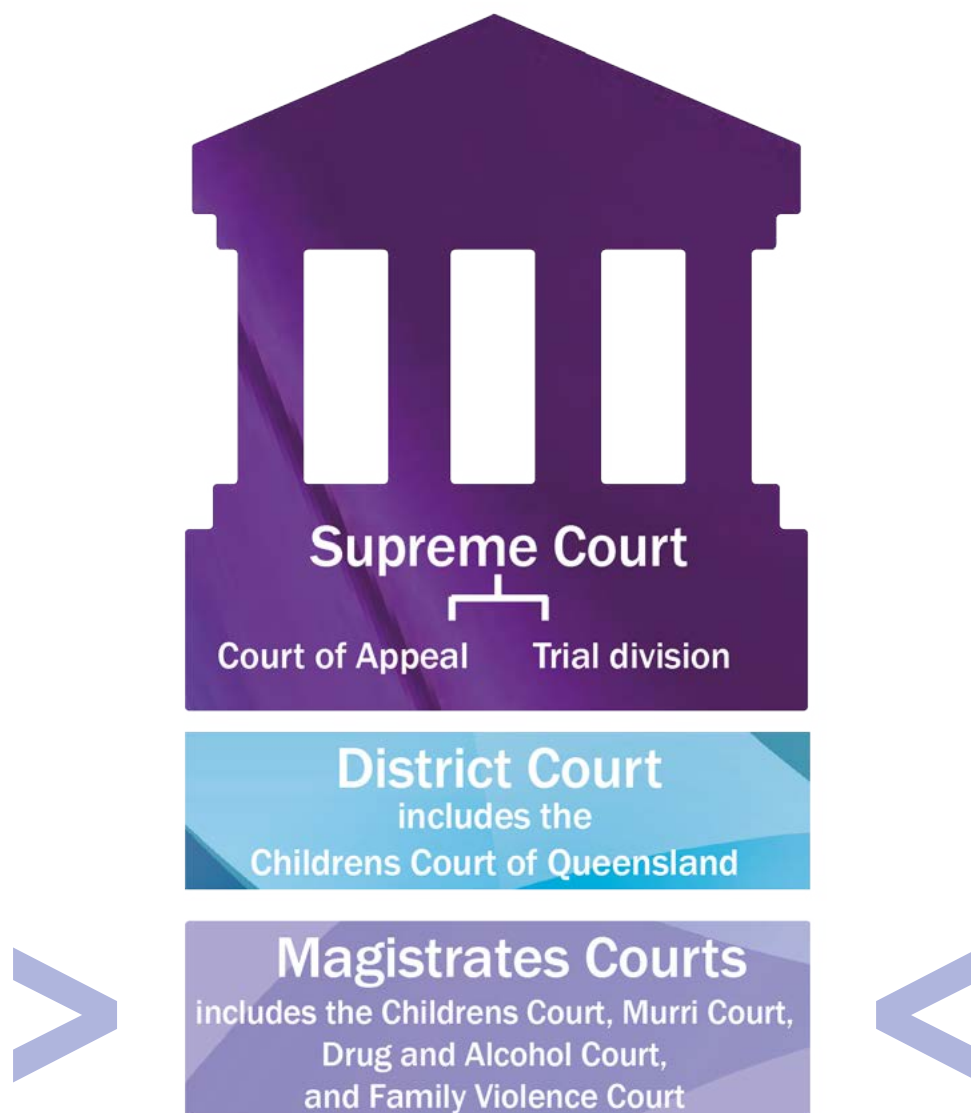 Supreme Court
Court of Appeal Trial division
District Court
includes the
Childrens Court of Queensland
Magistrates Courts
includes the Childrens Court, Murri Court,
Drug and Alcohol Court,
and Family Violence Court